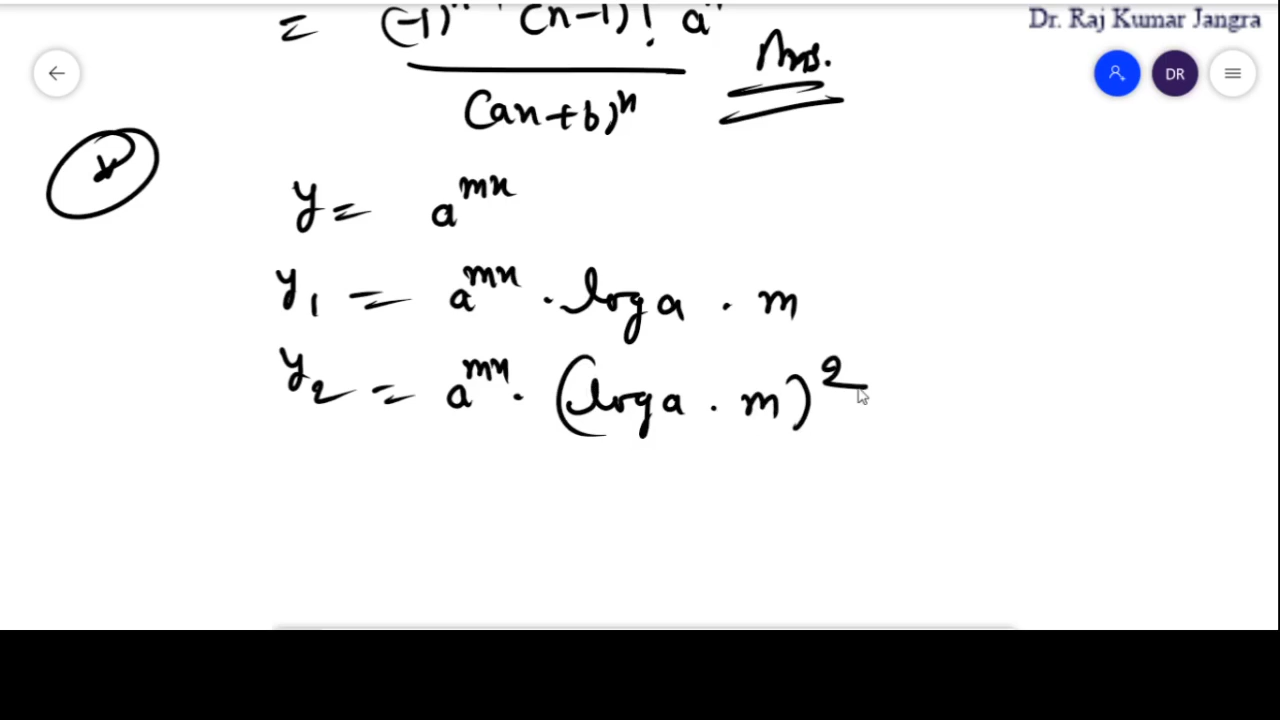 Dr. Raj Kumar Jangra
DR
= (-1)ⁿ⁻¹ (n-1)! aⁿ / (ax+b)ⁿ Ans.
y = a^mx
y₁ = a^mx . log a . m
y₂ = a^mx . (log a . m)²